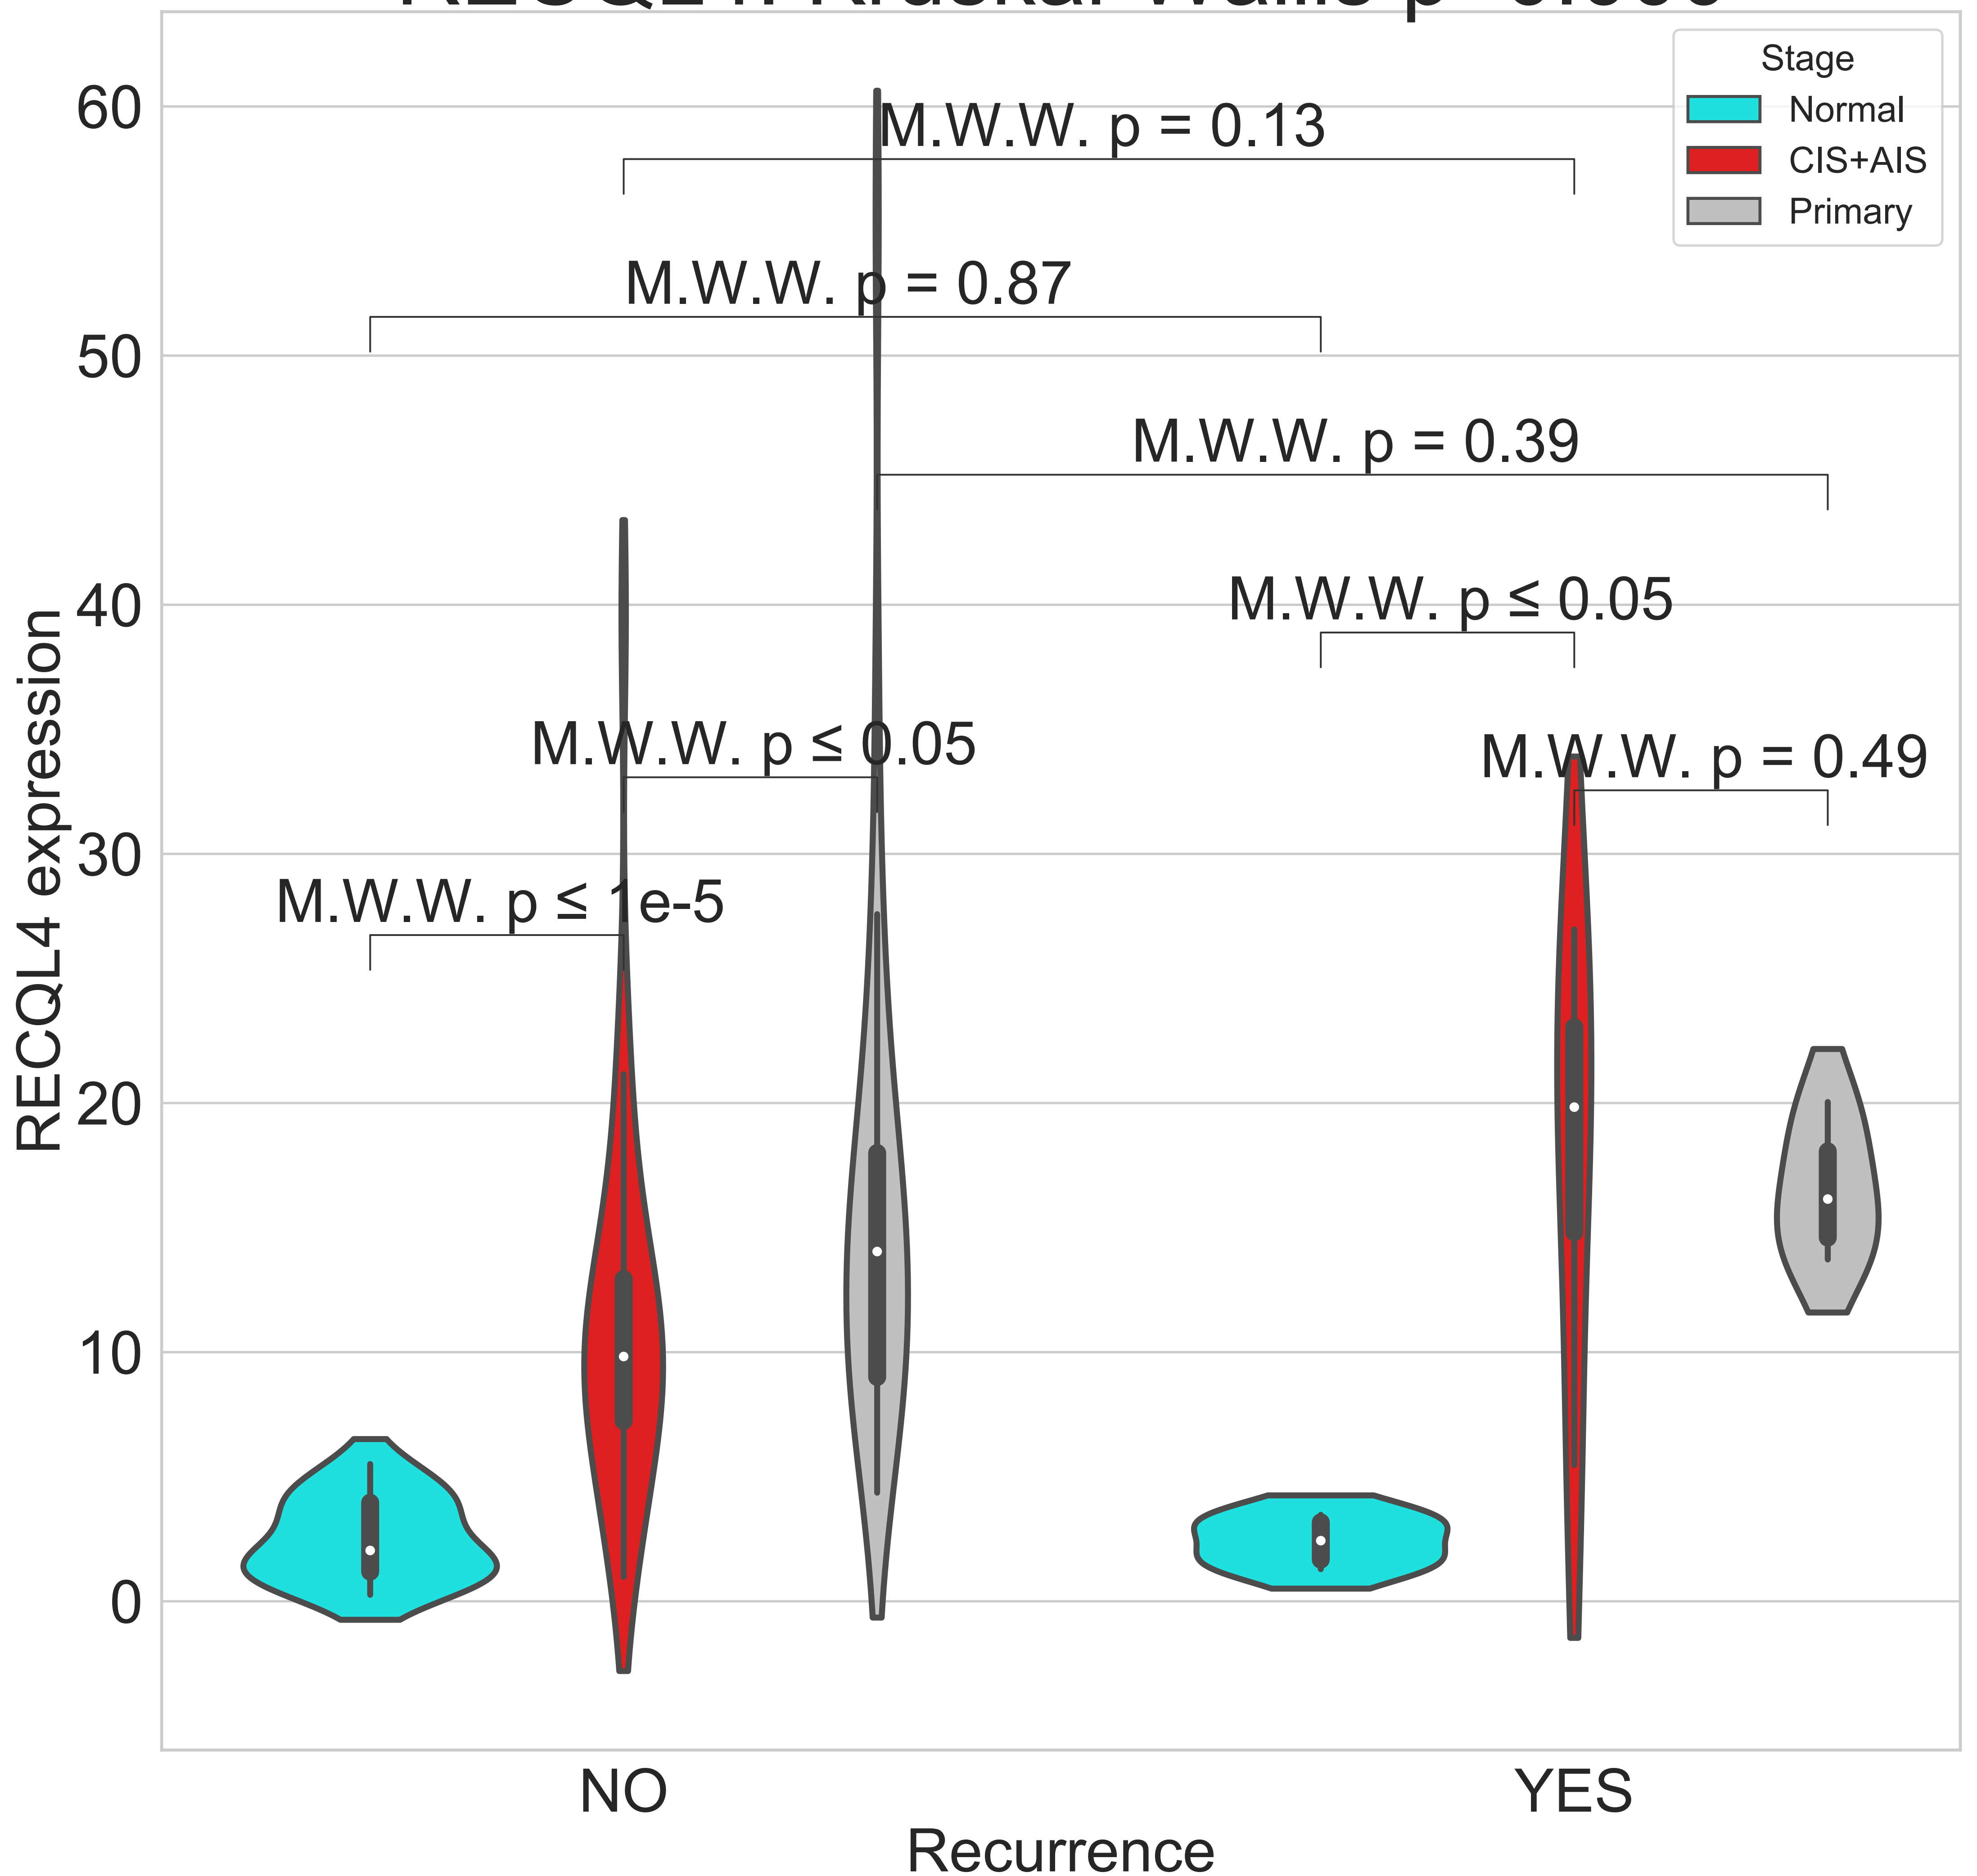 Stage
Normal
CIS+AIS
Primary
60
50
40
30
20
10
0
RECQL4 expression
M.W.W. p = 0.13
M.W.W. p = 0.87
M.W.W. p = 0.39
M.W.W. p ≤ 0.05
M.W.W. p ≤ 0.05
M.W.W. p = 0.49
M.W.W. p ≤ 1e-5
NO
YES
Recurrence